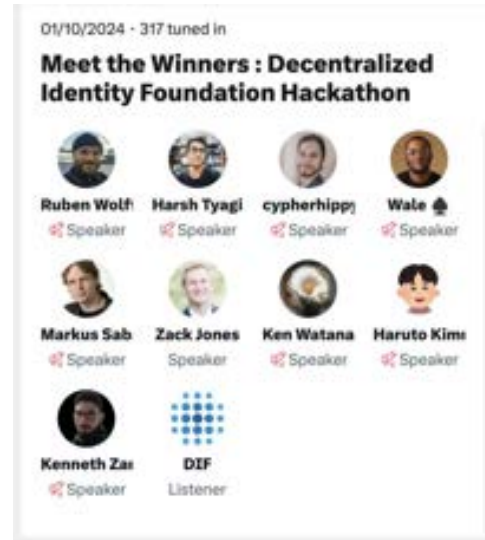 01/10/2024 · 317 tuned in
Meet the Winners : Decentralized
Identity Foundation Hackathon
Ruben Wolf Harsh Tyagi cypherhippy Wale ♠
Speaker Speaker Speaker Speaker
Markus Sab Zack Jones Ken Watana Haruto Kim
Speaker Speaker Speaker Speaker
Kenneth Zar DIF
Speaker Listener